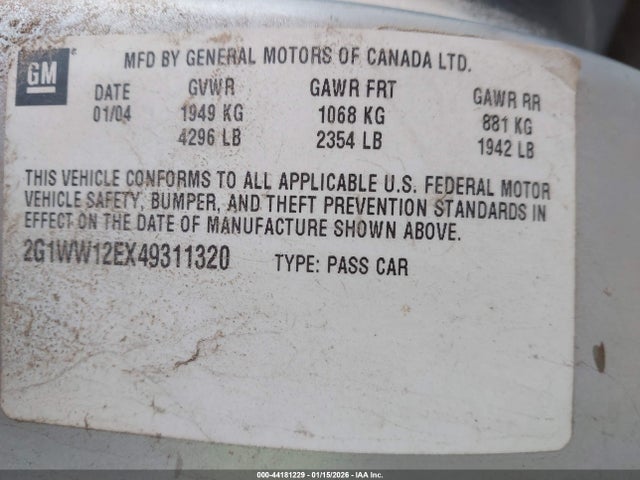 GM
MFD BY GENERAL MOTORS OF CANADA LTD.
DATE GVWR GAWR FRT GAWR RR
01/04 1949 KG 1068 KG 881 KG
4296 LB 2354 LB 1942 LB
THIS VEHICLE CONFORMS TO ALL APPLICABLE U.S. FEDERAL MOTOR
VEHICLE SAFETY, BUMPER, AND THEFT PREVENTION STANDARDS IN
EFFECT ON THE DATE OF MANUFACTURE SHOWN ABOVE.
2G1WW12EX49311320 TYPE: PASS CAR
000-44181229 - 01/15/2026 - IAA Inc.